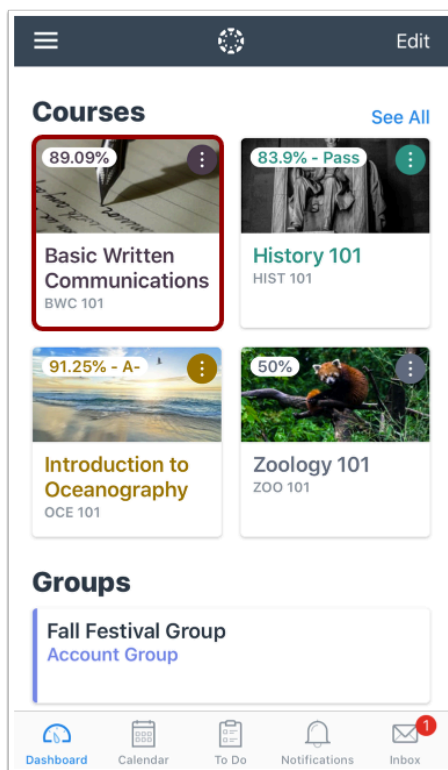 Edit
Courses
See All
89.09%
83.9% - Pass
Basic Written
Communications
BWC 101
History 101
HIST 101
91.25% - A-
50%
Introduction to
Oceanography
OCE 101
Zoology 101
ZOO 101
Groups
Fall Festival Group
Account Group
1
Dashboard
Calendar
To Do
Notifications
Inbox